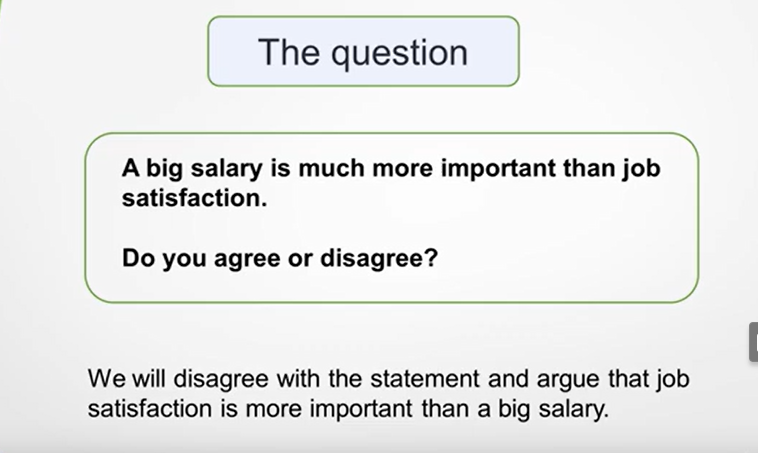 The question
A big salary is much more important than job
satisfaction.
Do you agree or disagree?
We will disagree with the statement and argue that job
satisfaction is more important than a big salary.